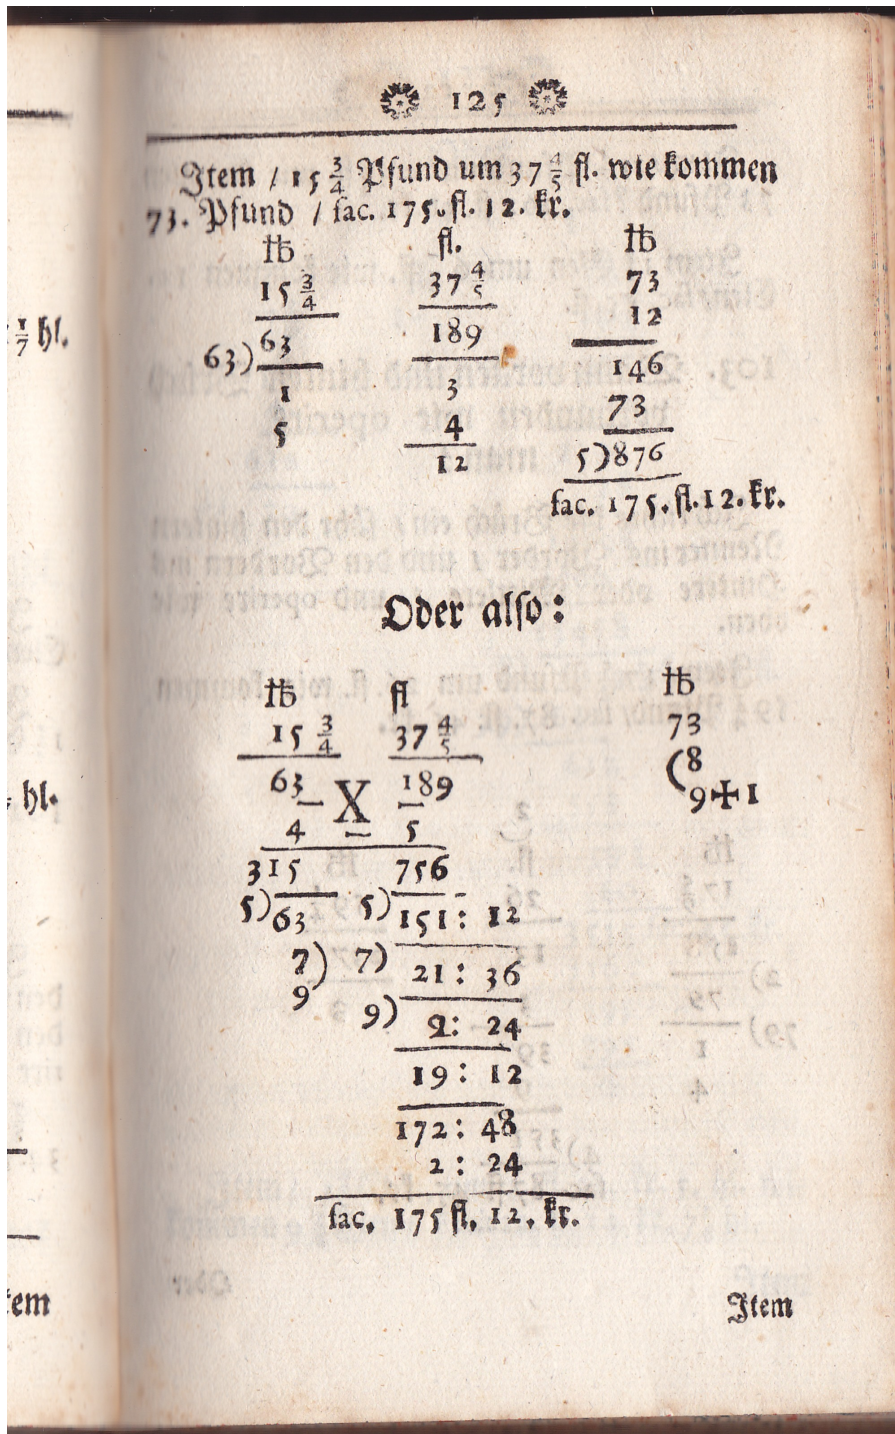 125
Item / 15 3/4 Pfund um 37 4/5 fl. wie kommen
73. Pfund / fac. 175. fl. 12. kr.
℔ fl. ℔
15 3/4 37 4/5 73
12
63) 63 189
146
1 3 73
5 4
12 5)876
fac. 175. fl. 12. kr.
Oder also:
℔ fl ℔
15 3/4 37 4/5 73
63 X 189 (8
4 5 9+1
315 756
5)63 5)151: 12
7) 7) 21: 36
9 9) 2: 24
19: 12
172: 48
2: 24
fac. 175 fl. 12. kr.
Item
1/7 hl.
hl.